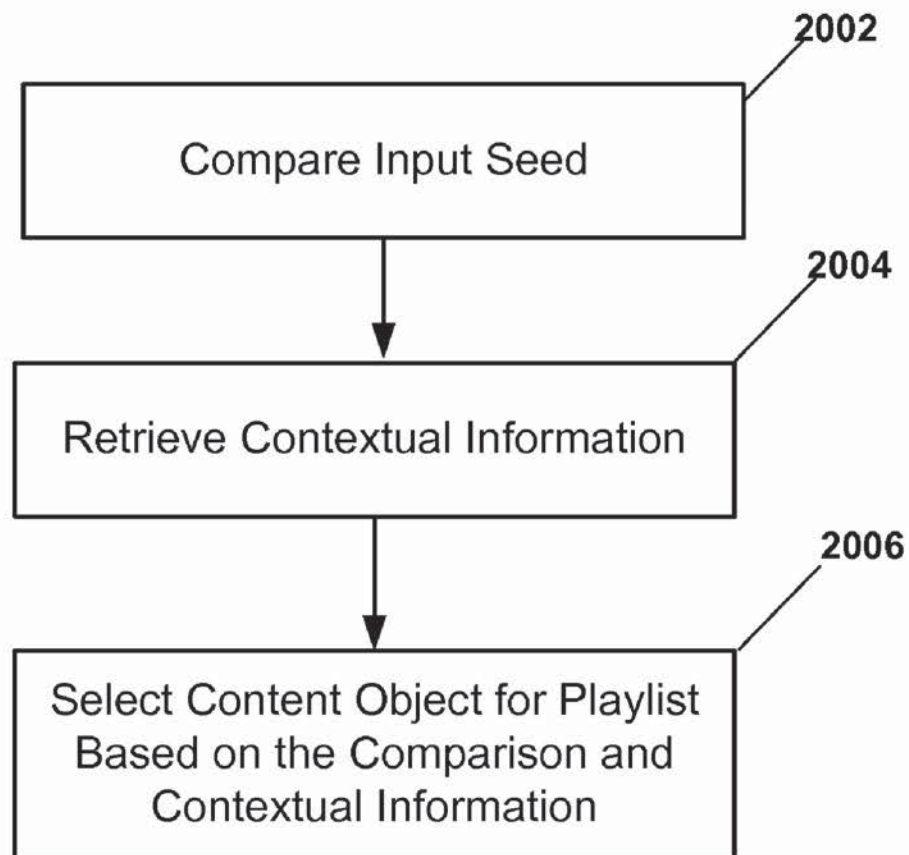 2002
Compare Input Seed
2004
Retrieve Contextual Information
2006
Select Content Object for Playlist
Based on the Comparison and
Contextual Information